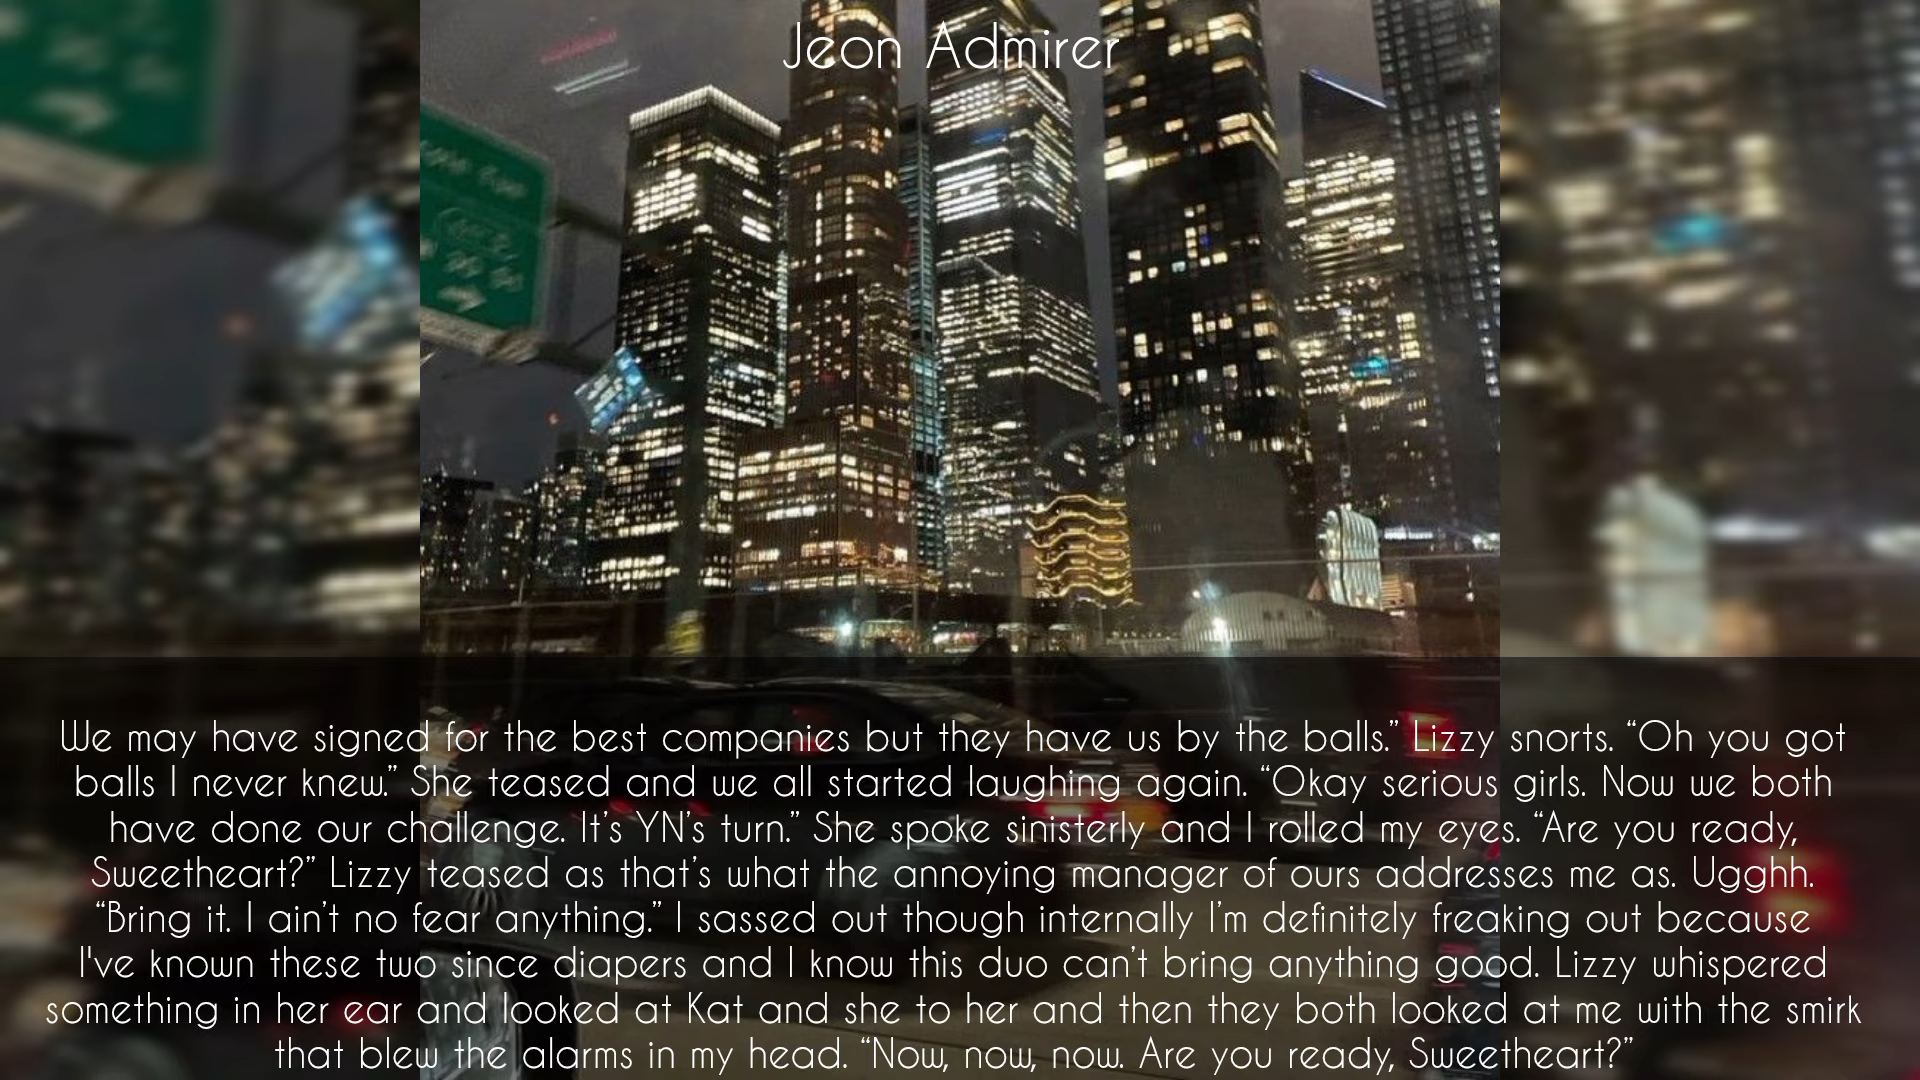 Jeon Admirer
We may have signed for the best companies but they have us by the balls.” Lizzy snorts. “Oh you got
balls I never knew.” She teased and we all started laughing again. “Okay serious girls. Now we both
have done our challenge. It’s YN’s turn.” She spoke sinisterly and I rolled my eyes. “Are you ready,
Sweetheart?” Lizzy teased as that’s what the annoying manager of ours addresses me as. Ugghh.
“Bring it. I ain’t no fear anything.” I sassed out though internally I’m definitely freaking out because
I've known these two since diapers and I know this duo can’t bring anything good. Lizzy whispered
something in her ear and looked at Kat and she to her and then they both looked at me with the smirk
that blew the alarms in my head. “Now, now, now. Are you ready, Sweetheart?”